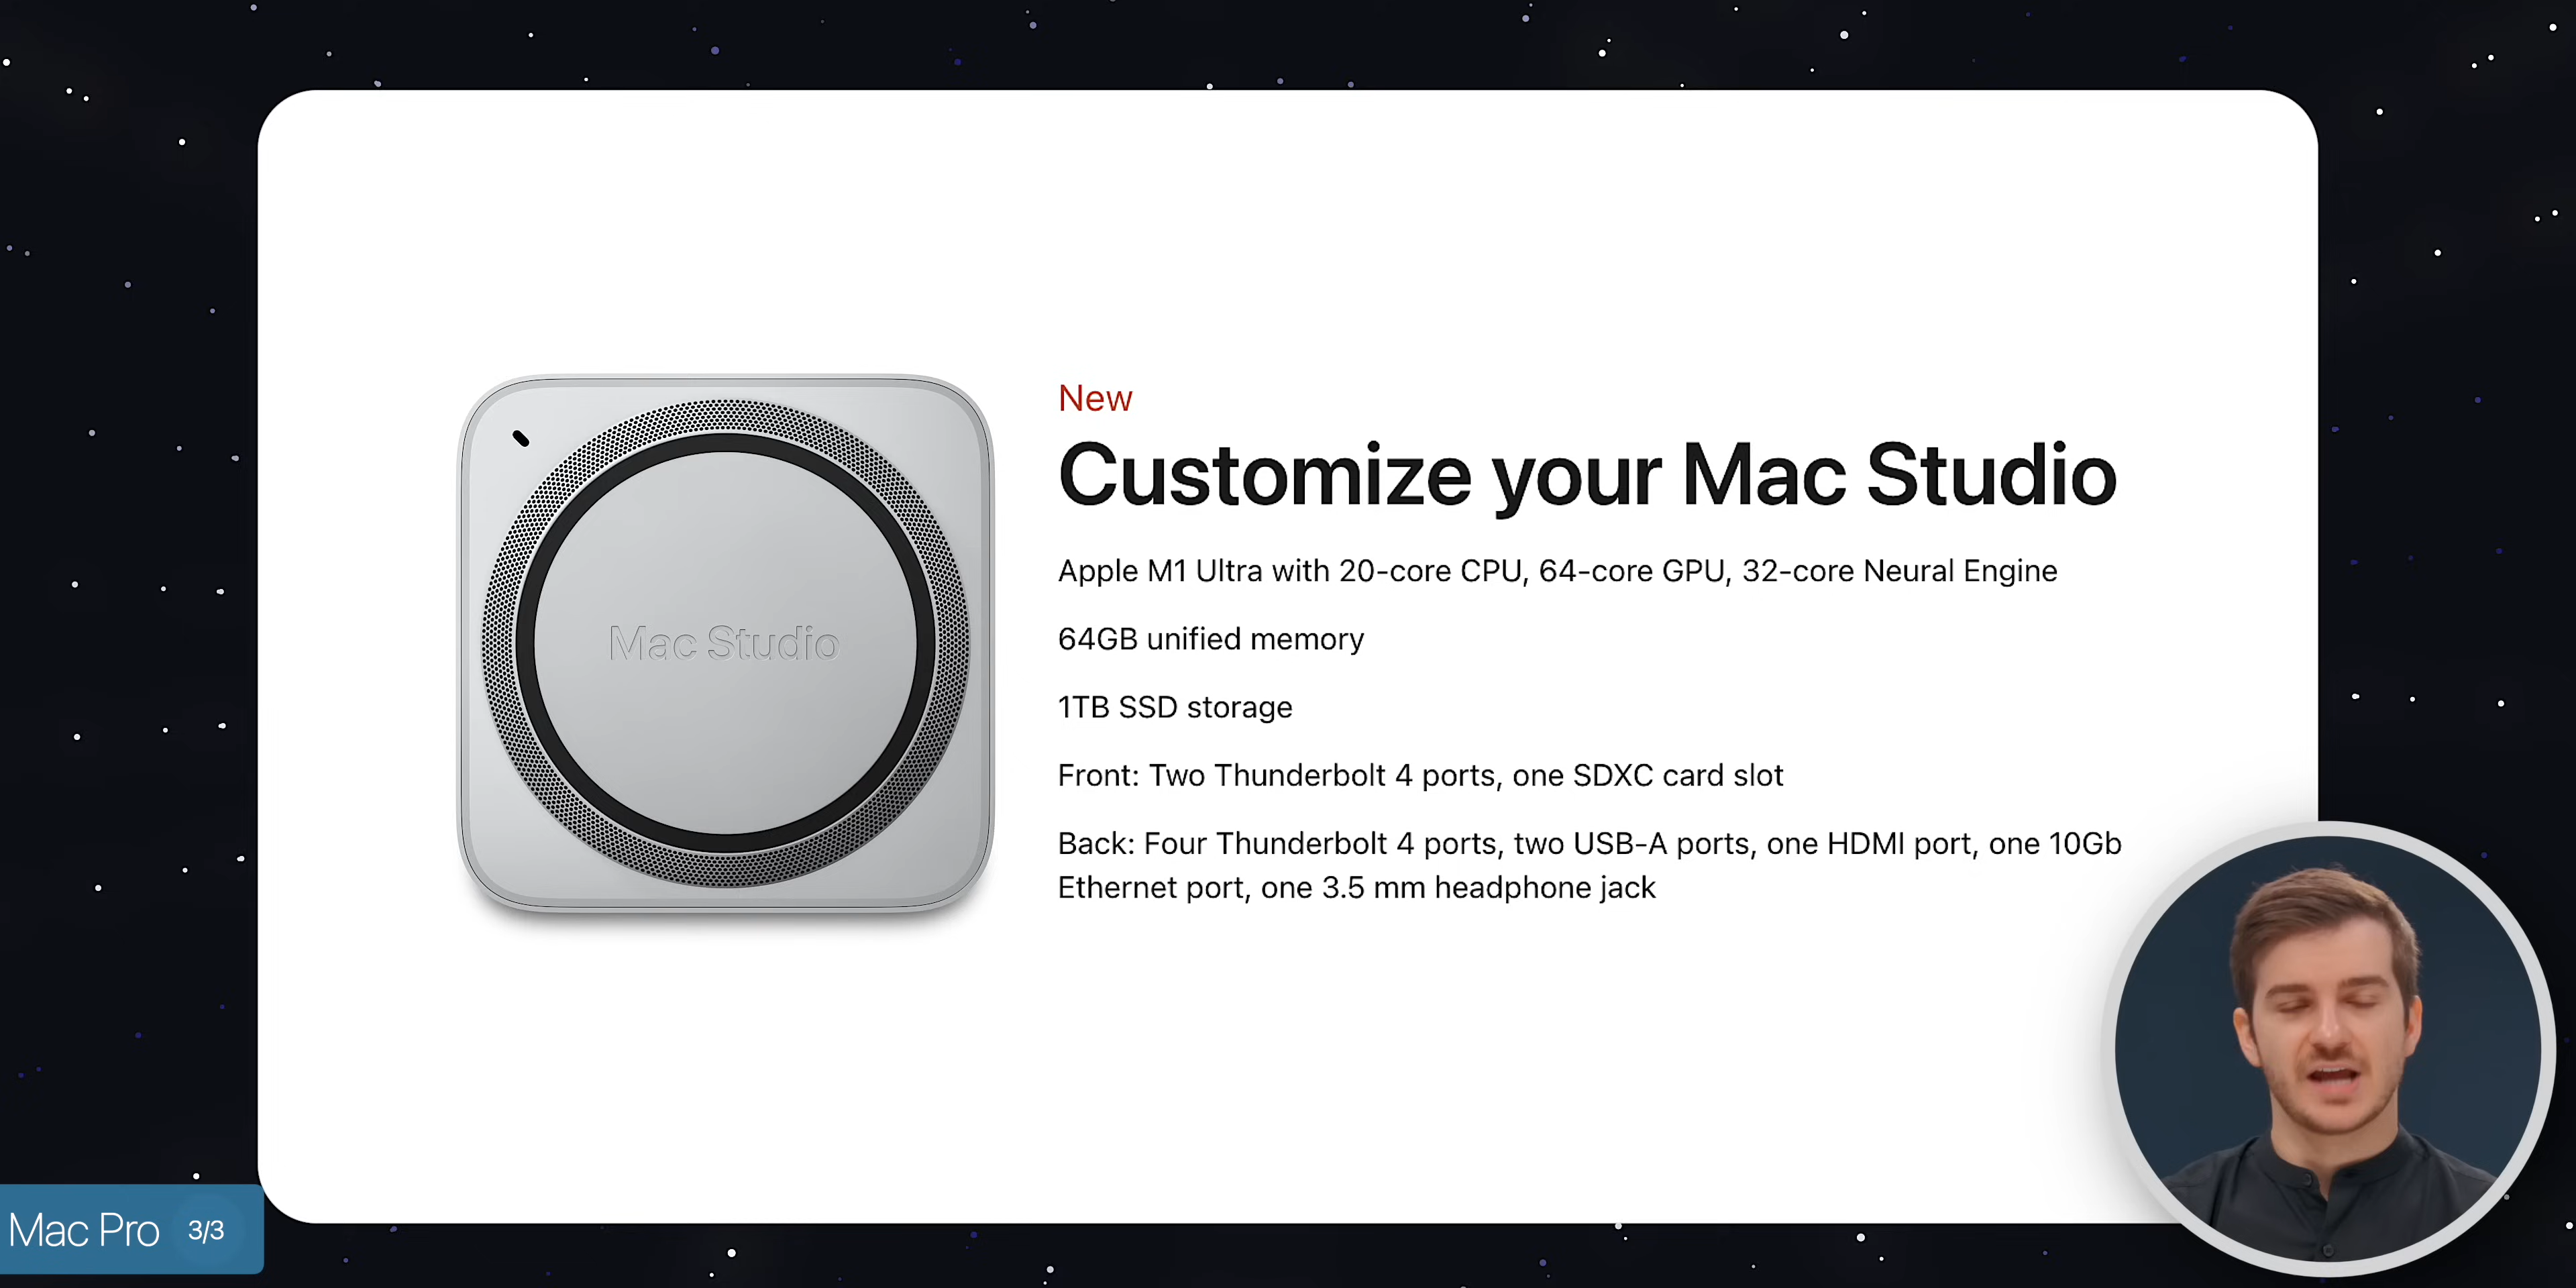 New
Customize your Mac Studio
Apple M1 Ultra with 20-core CPU, 64-core GPU, 32-core Neural Engine
64GB unified memory
1TB SSD storage
Front: Two Thunderbolt 4 ports, one SDXC card slot
Back: Four Thunderbolt 4 ports, two USB-A ports, one HDMI port, one 10Gb
Ethernet port, one 3.5 mm headphone jack
Mac Studio
Mac Pro 3/3